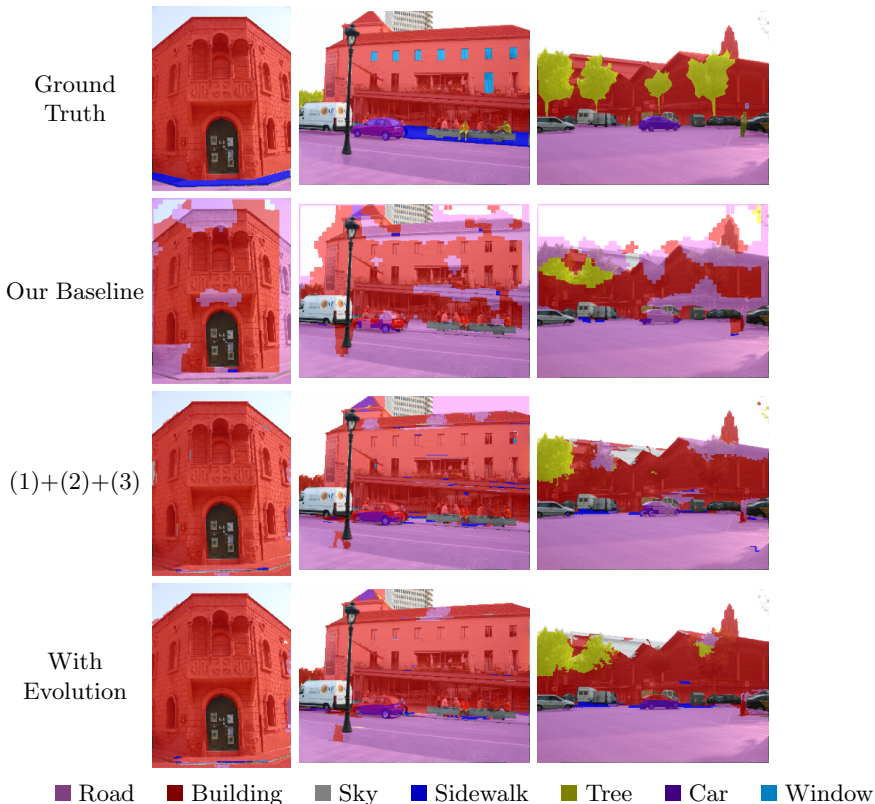 Ground
Truth
Our Baseline
(1)+(2)+(3)
With
Evolution
Road Building Sky Sidewalk Tree Car Window